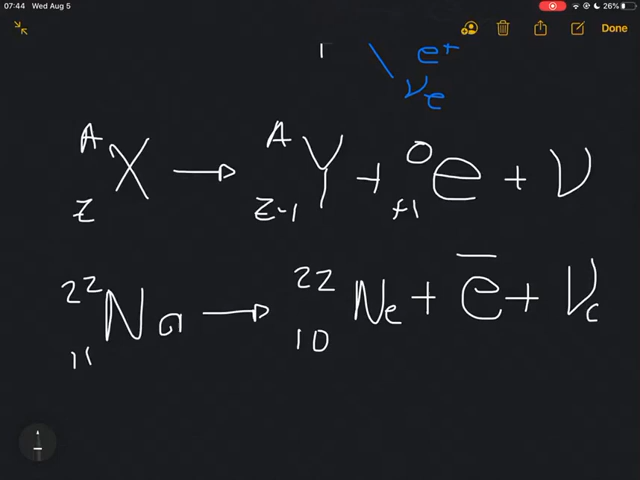 07:44 Wed Aug 5 26%
Done
e+
νe
A Z X → A Z-1 Y + 0 +1 e + ν
22 11 Na → 22 10 Ne + e̅ + νe